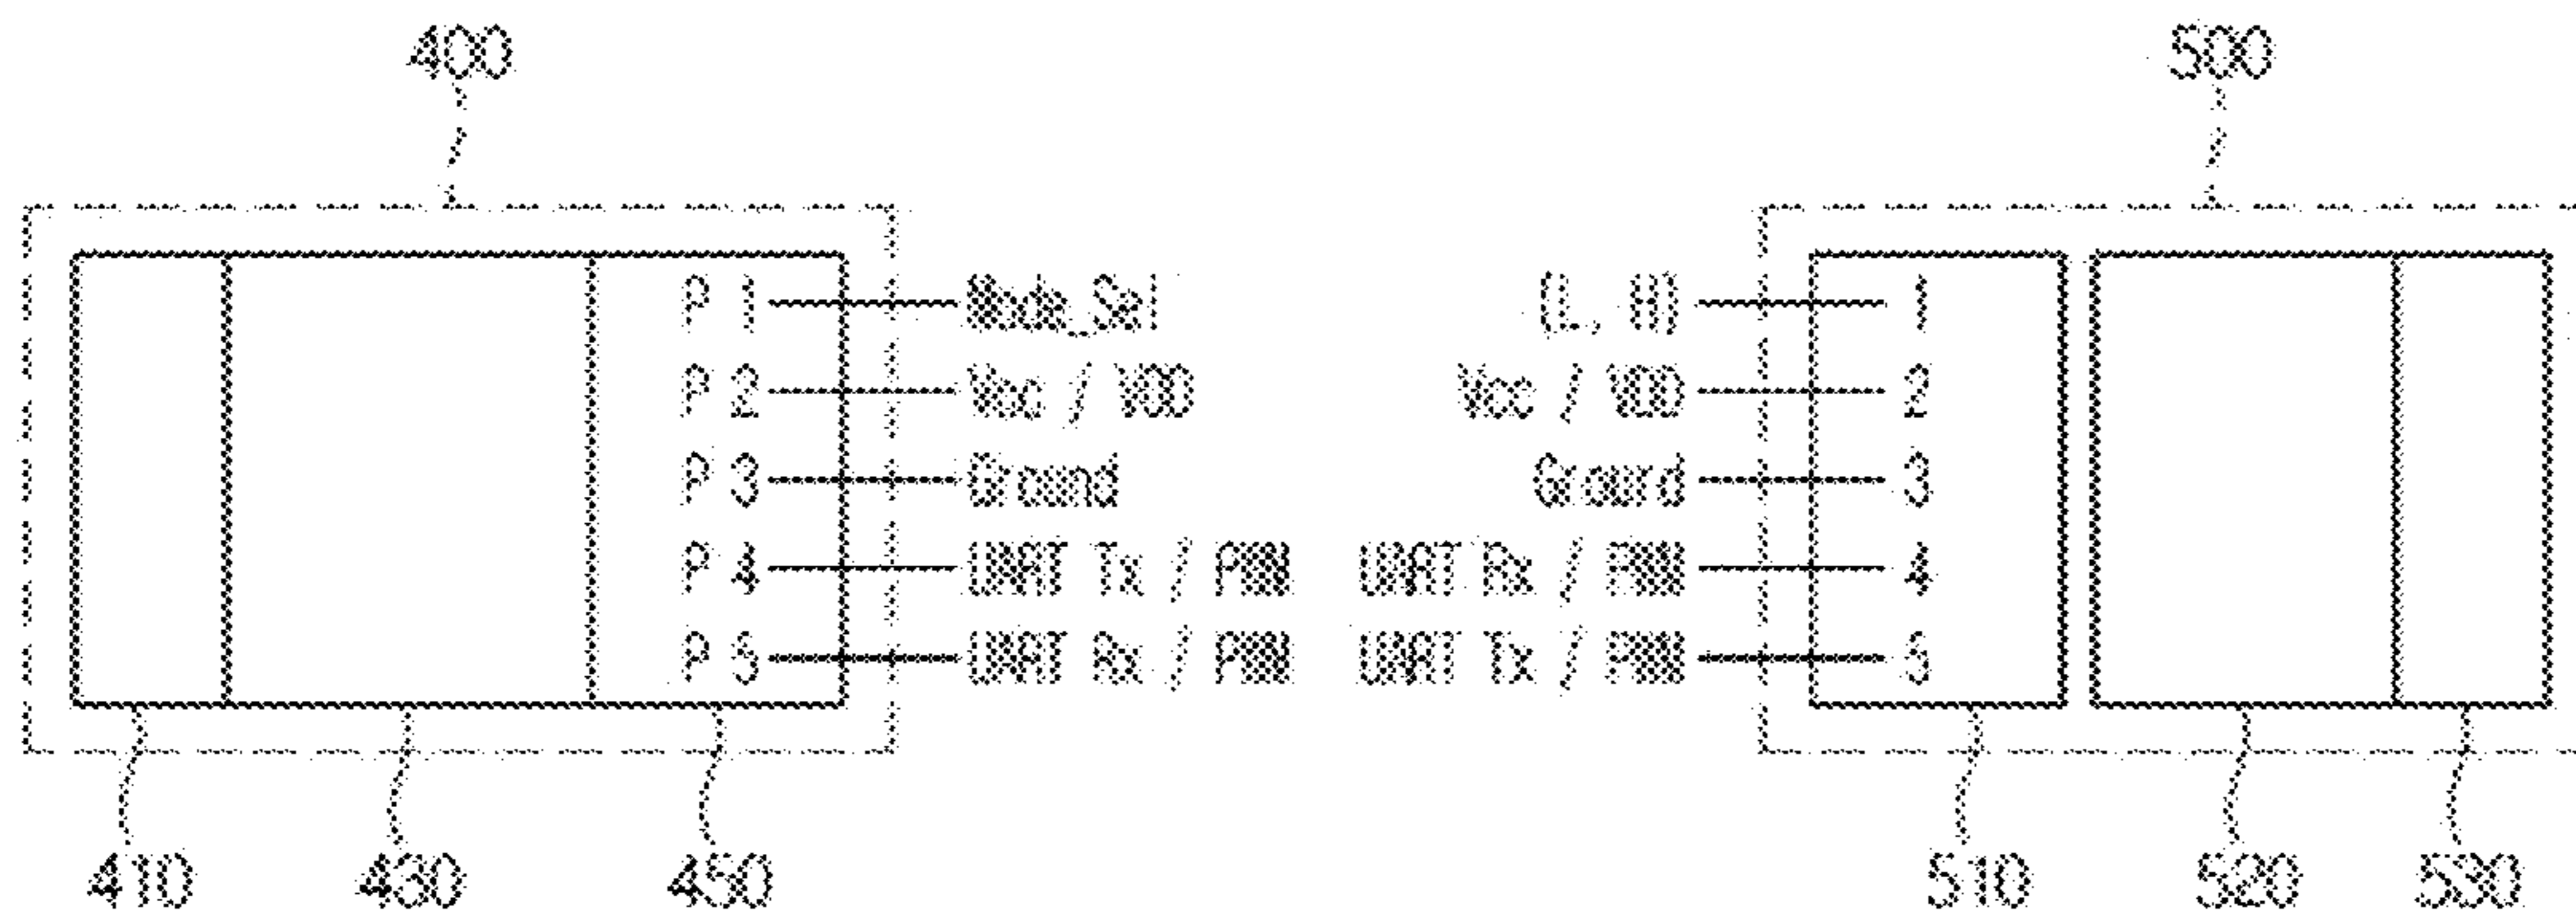 400 500
P 1 Mode_Sel (L, H) 1
P 2 Vcc / VDD Vcc / VDD 2
P 3 Ground Ground 3
P 4 UART Tx / PWM UART Rx / PWM 4
P 5 UART Rx / PWM UART Tx / PWM 5
410 430 450 510 520 530